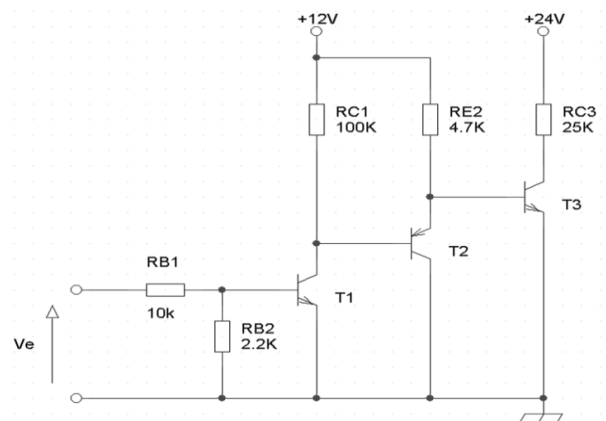 +12V
+24V
RC1
100K
RE2
4.7K
RC3
25K
T3
T2
RB1
10k
T1
RB2
2.2K
Ve